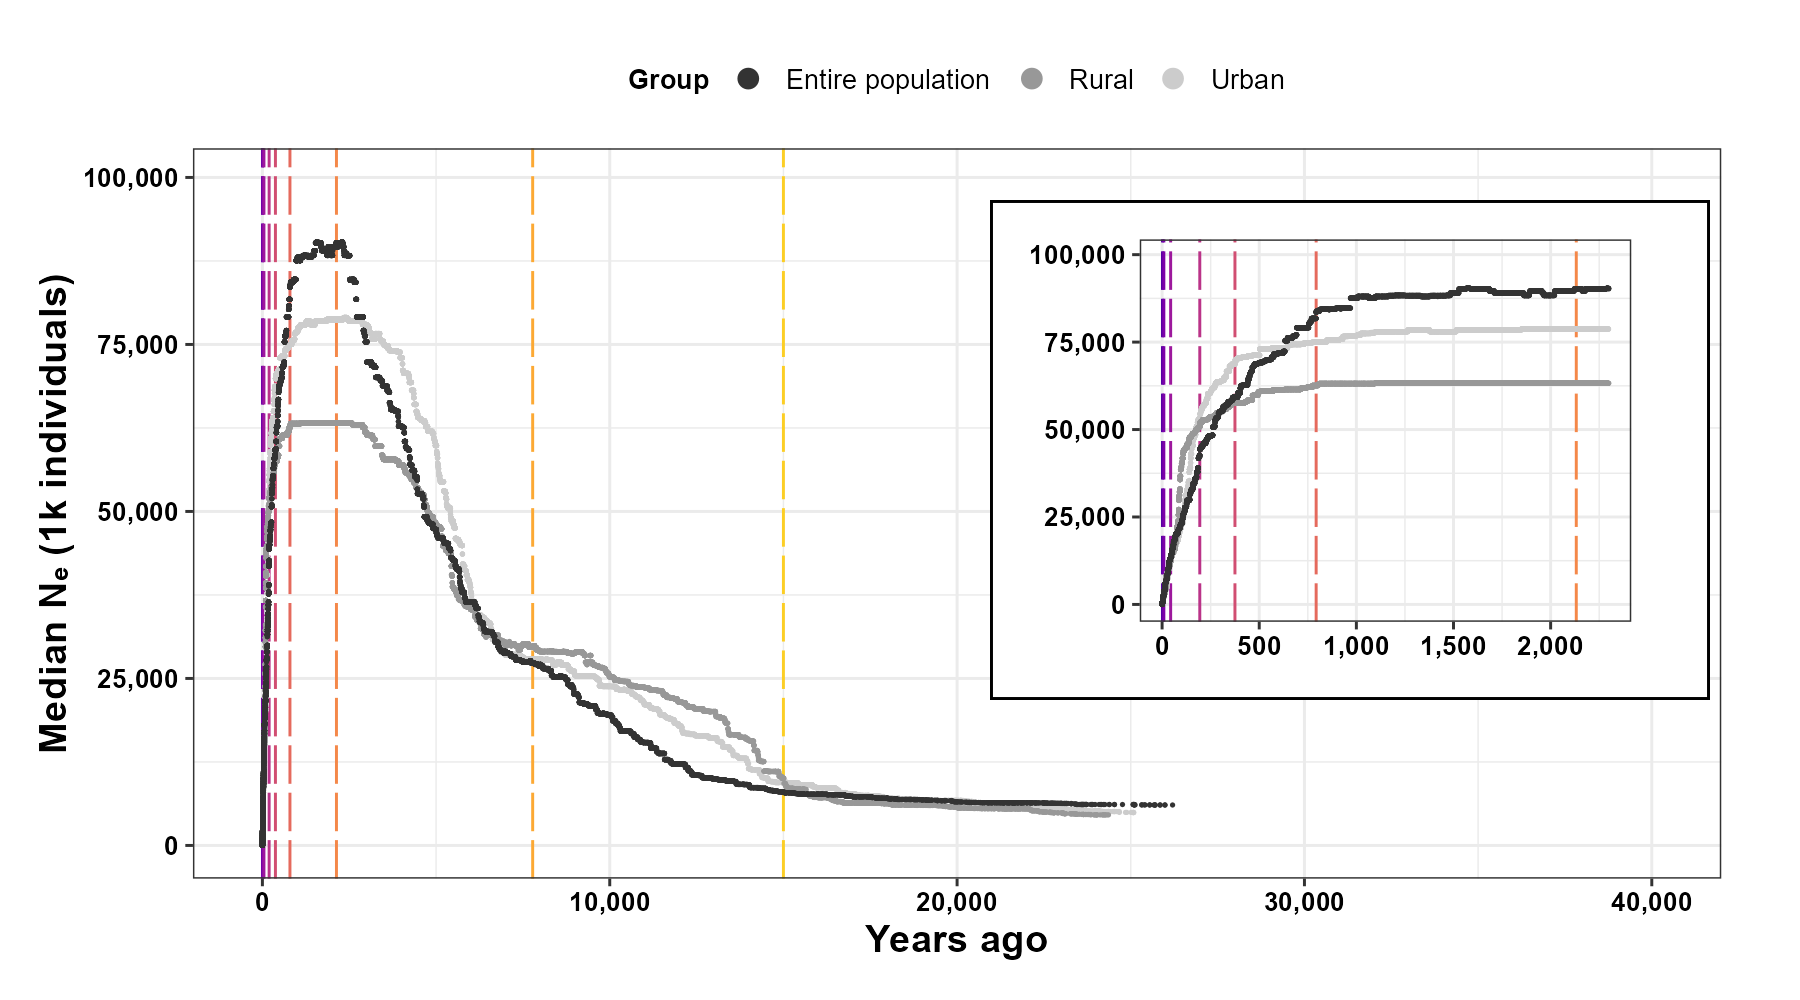 Group Entire population Rural Urban
Median Nₑ (1k individuals)
100,000
75,000
50,000
25,000
0
0 10,000 20,000 30,000 40,000
Years ago
100,000
75,000
50,000
25,000
0
0 500 1,000 1,500 2,000